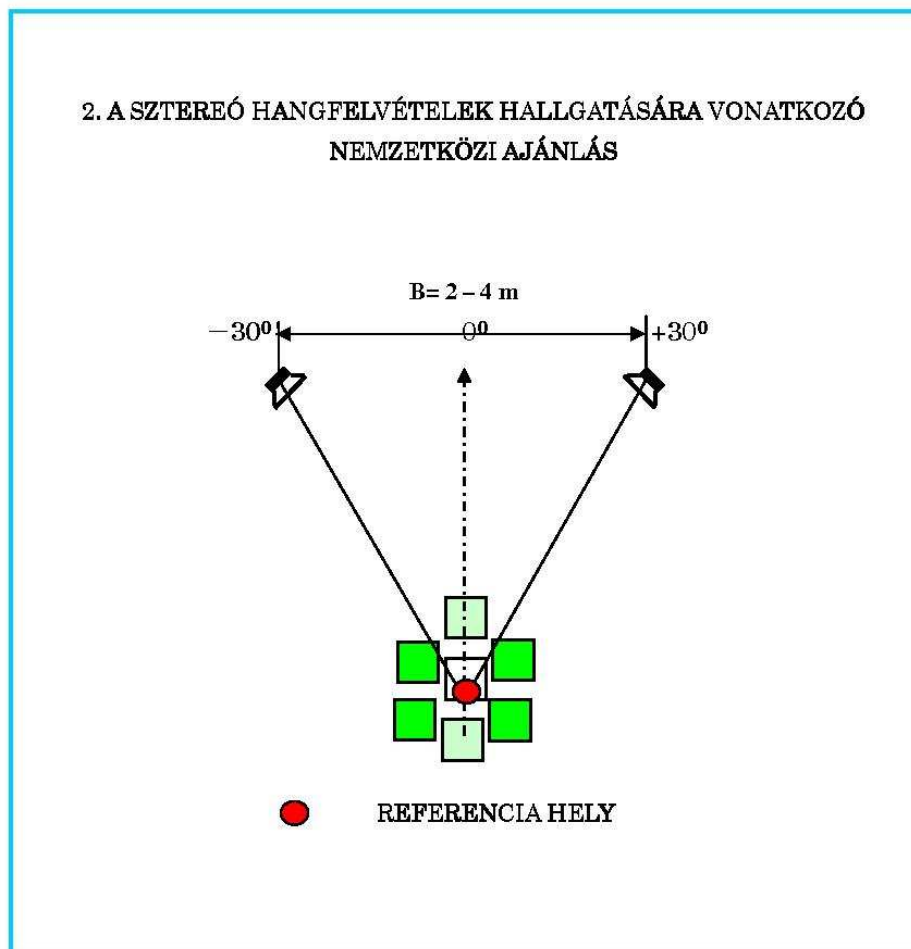 2. A SZTEREÓ HANGFELVÉTELEK HALLGATÁSÁRA VONATKOZÓ
NEMZETKÖZI AJÁNLÁS
B= 2 – 4 m
−30⁰ 0⁰ +30⁰
REFERENCIA HELY